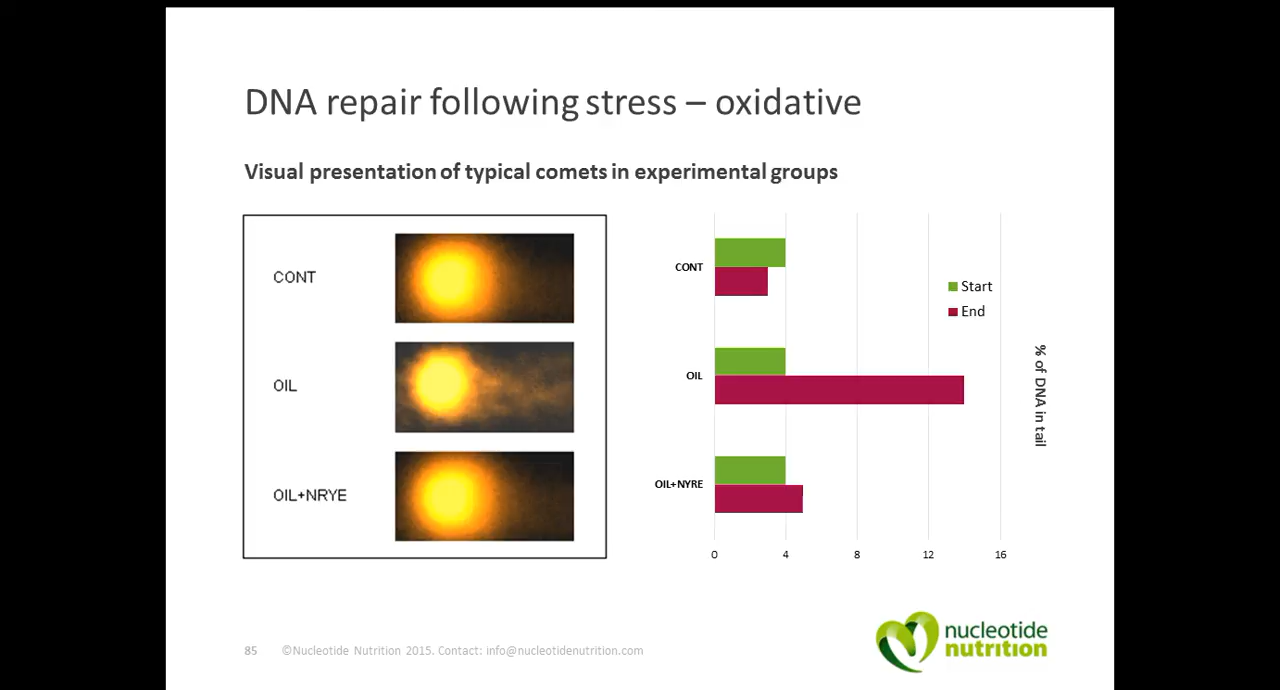 DNA repair following stress – oxidative
Visual presentation of typical comets in experimental groups
CONT
OIL
OIL+NRYE
CONT
OIL
OIL+NYRE
0 4 8 12 16
Start
End
% of DNA in tail
85 ©Nucleotide Nutrition 2015. Contact: info@nucleotidenutrition.com
nucleotide
nutrition